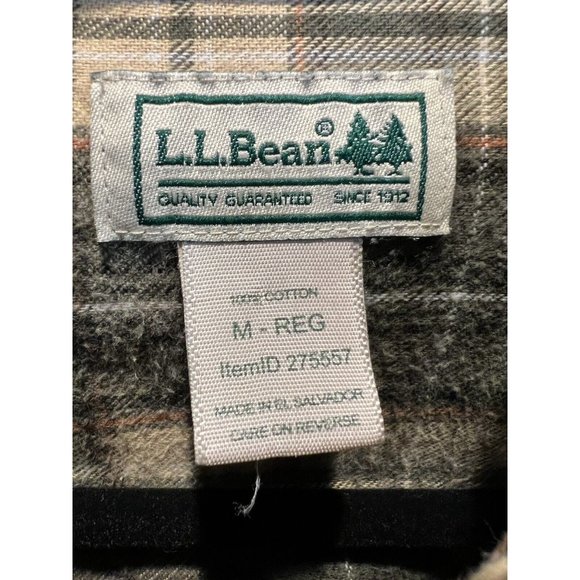 L.L.Bean®
QUALITY GUARANTEED SINCE 1912
100% COTTON
M - REG
ItemID 275557
MADE IN EL SALVADOR
CARE ON REVERSE